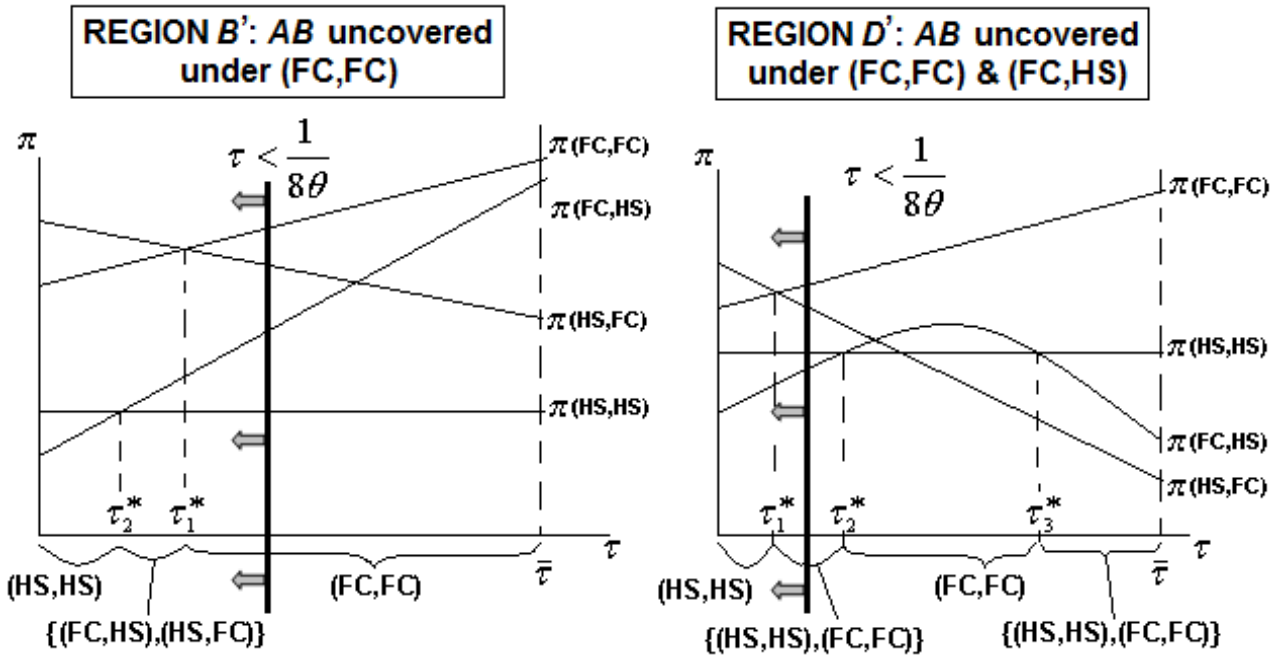 REGION B’: AB uncovered
under (FC,FC)
π
τ < 1/8θ
π(FC,FC)
π(FC,HS)
π(HS,FC)
π(HS,HS)
τ₂*
τ₁*
τ
τ̄
(HS,HS)
(FC,FC)
{(FC,HS),(HS,FC)}
REGION D’: AB uncovered
under (FC,FC) & (FC,HS)
π
τ < 1/8θ
π(FC,FC)
π(HS,HS)
π(FC,HS)
π(HS,FC)
τ₁*
τ₂*
τ₃*
τ
τ̄
(HS,HS)
(FC,FC)
{(HS,HS),(FC,FC)}
{(HS,HS),(FC,FC)}